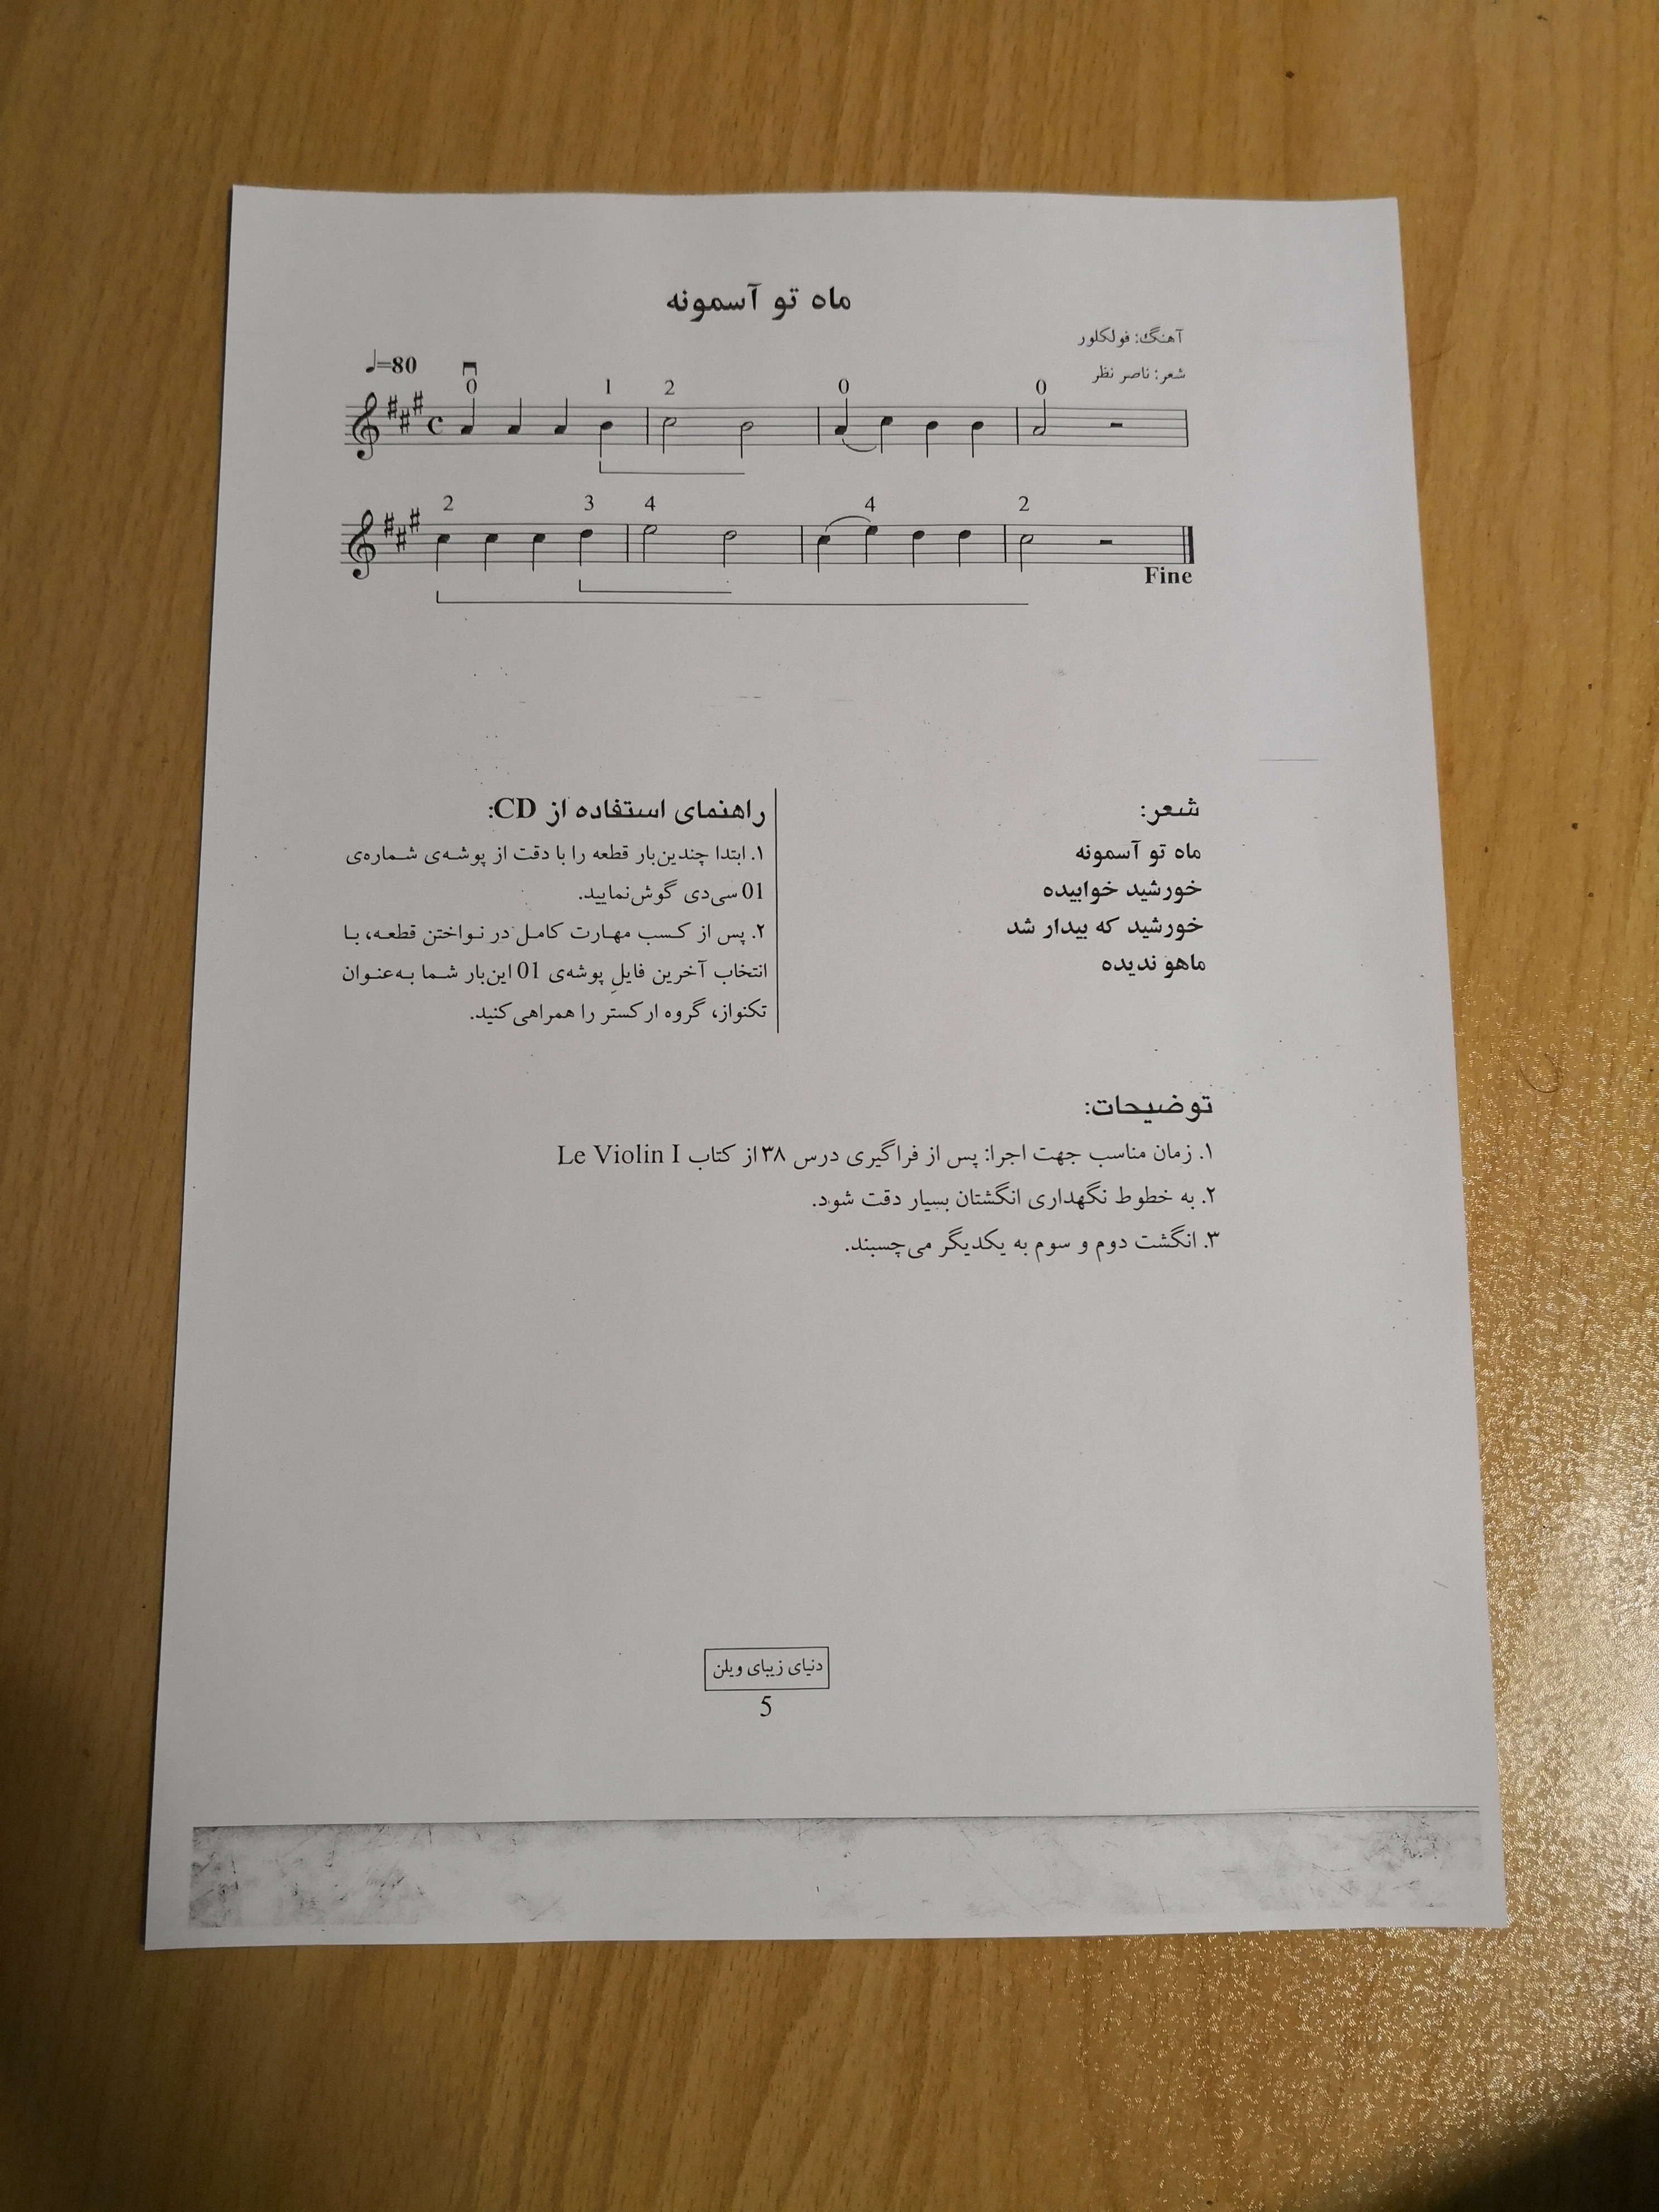 ماه تو آسمونه
آهنگ: فولکلور
شعر: ناصر نظر
♩=80
0 1 2 0 0
2 3 4 4 2
Fine
شعر:
ماه تو آسمونه
خورشید خوابیده
خورشید که بیدار شد
ماهو ندیده
راهنمای استفاده از CD:
۱. ابتدا چندین‌بار قطعه را با دقت از پوشه‌ی شماره‌ی
01 سی‌دی گوش‌نمایید.
۲. پس از کسب مهارت کامل در نواختن قطعه، با
انتخاب آخرین فایلِ پوشه‌ی 01 این‌بار شما به‌عنوان
تکنواز، گروه ارکستر را همراهی‌کنید.
توضیحات:
۱. زمان مناسب جهت اجرا: پس از فراگیری درس ۳۸ از کتاب Le Violin I
۲. به خطوط نگهداری انگشتان بسیار دقت شود.
۳. انگشت دوم و سوم به یکدیگر می‌چسبند.
دنیای زیبای ویلن
5